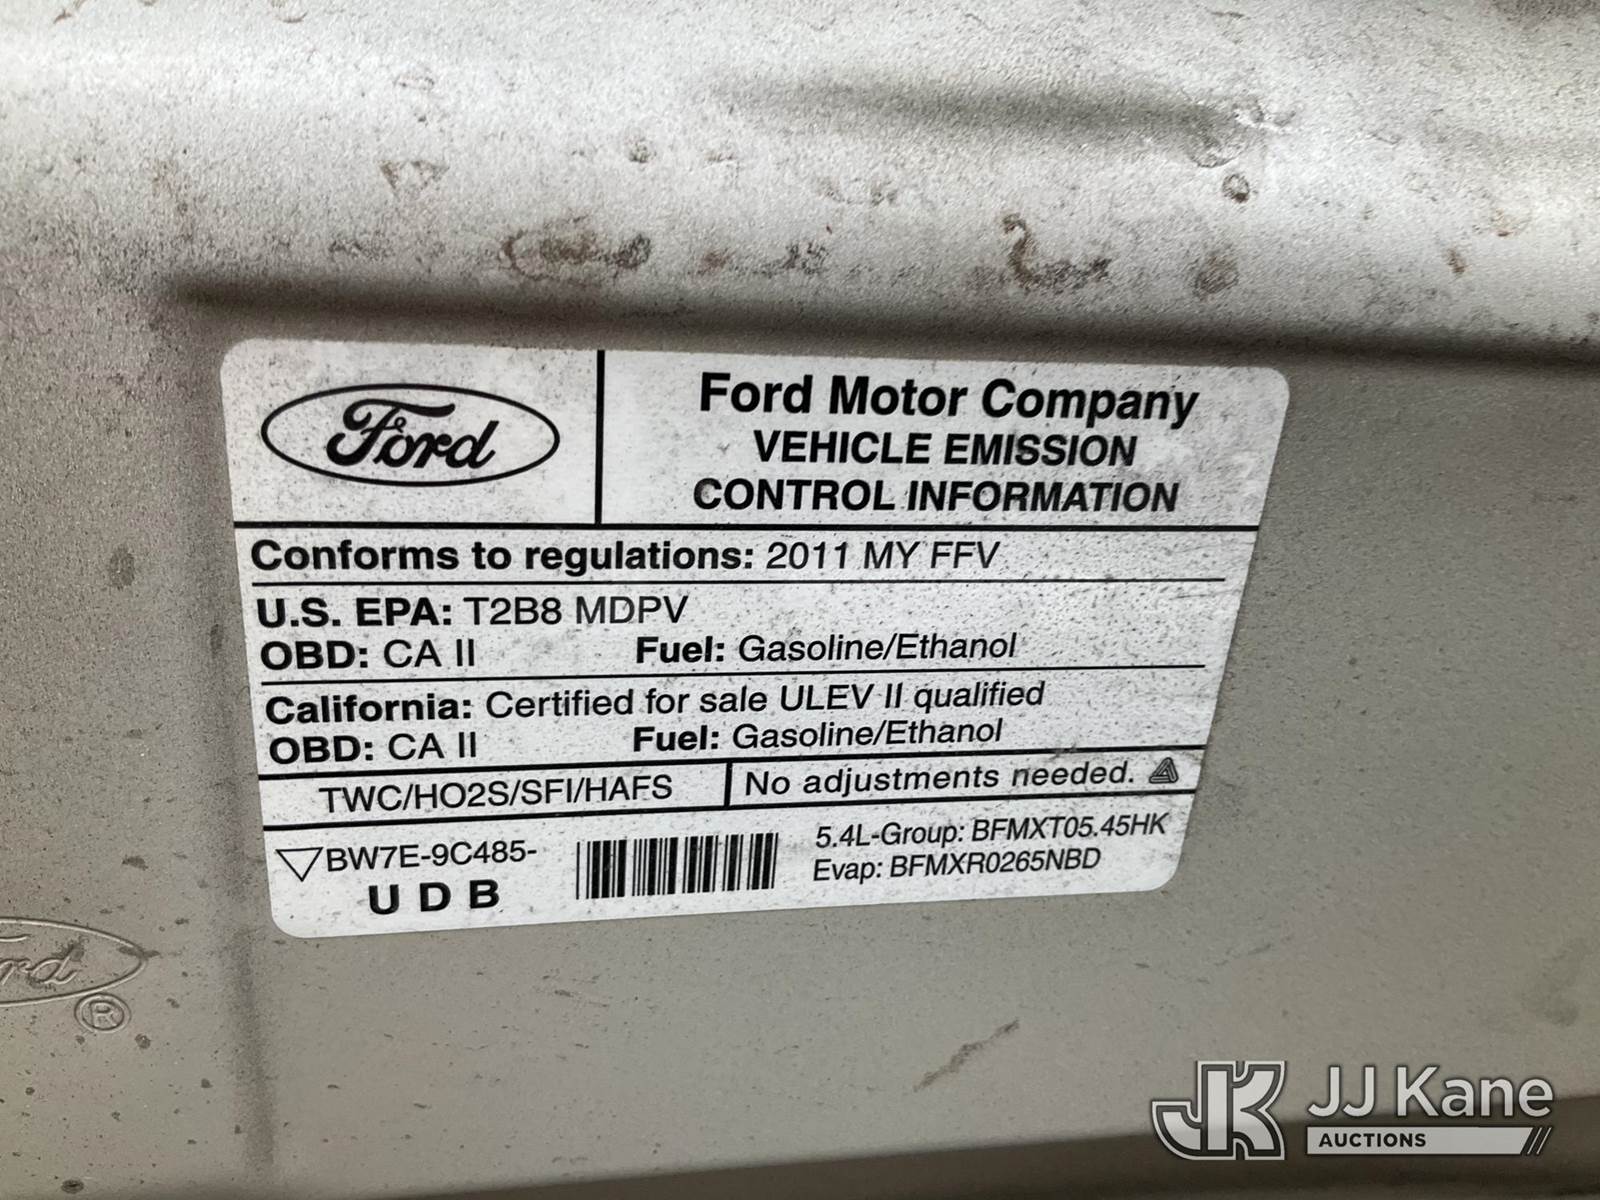 Ford
Ford Motor Company
VEHICLE EMISSION
CONTROL INFORMATION
Conforms to regulations: 2011 MY FFV
U.S. EPA: T2B8 MDPV
OBD: CA II Fuel: Gasoline/Ethanol
California: Certified for sale ULEV II qualified
OBD: CA II Fuel: Gasoline/Ethanol
TWC/HO2S/SFI/HAFS No adjustments needed.
BW7E-9C485-
U D B
5.4L-Group: BFMXT05.45HK
Evap: BFMXR0265NBD
rd
®
JK
JJ Kane
AUCTIONS